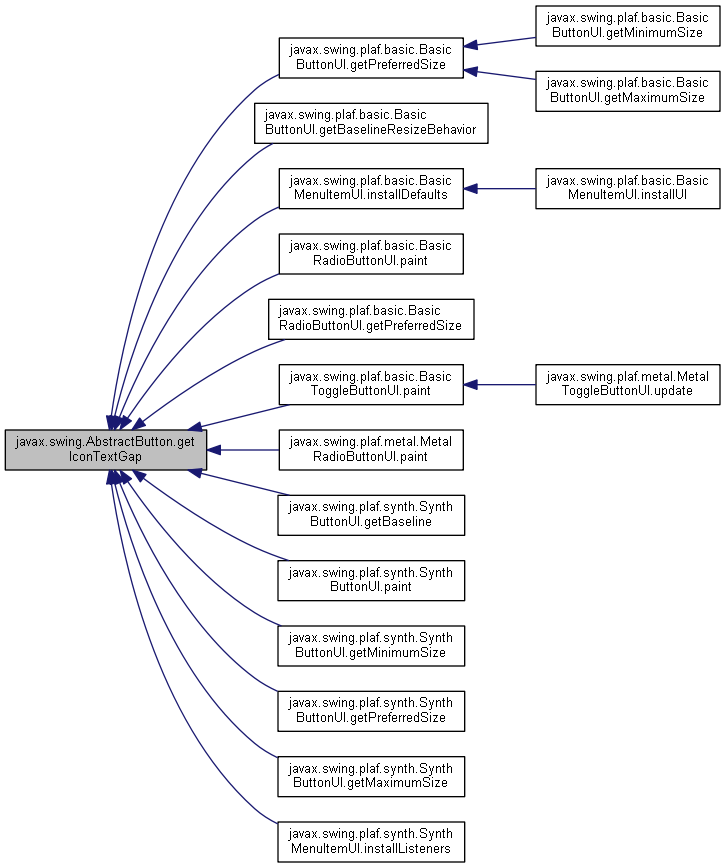 javax.swing.AbstractButton.get
IconTextGap
javax.swing.plaf.basic.Basic
ButtonUI.getPreferredSize
javax.swing.plaf.basic.Basic
ButtonUI.getMinimumSize
javax.swing.plaf.basic.Basic
ButtonUI.getMaximumSize
javax.swing.plaf.basic.Basic
ButtonUI.getBaselineResizeBehavior
javax.swing.plaf.basic.Basic
MenuItemUI.installDefaults
javax.swing.plaf.basic.Basic
MenuItemUI.installUI
javax.swing.plaf.basic.Basic
RadioButtonUI.paint
javax.swing.plaf.basic.Basic
RadioButtonUI.getPreferredSize
javax.swing.plaf.basic.Basic
ToggleButtonUI.paint
javax.swing.plaf.metal.Metal
ToggleButtonUI.update
javax.swing.plaf.metal.Metal
RadioButtonUI.paint
javax.swing.plaf.synth.Synth
ButtonUI.getBaseline
javax.swing.plaf.synth.Synth
ButtonUI.paint
javax.swing.plaf.synth.Synth
ButtonUI.getMinimumSize
javax.swing.plaf.synth.Synth
ButtonUI.getPreferredSize
javax.swing.plaf.synth.Synth
ButtonUI.getMaximumSize
javax.swing.plaf.synth.Synth
MenuItemUI.installListeners